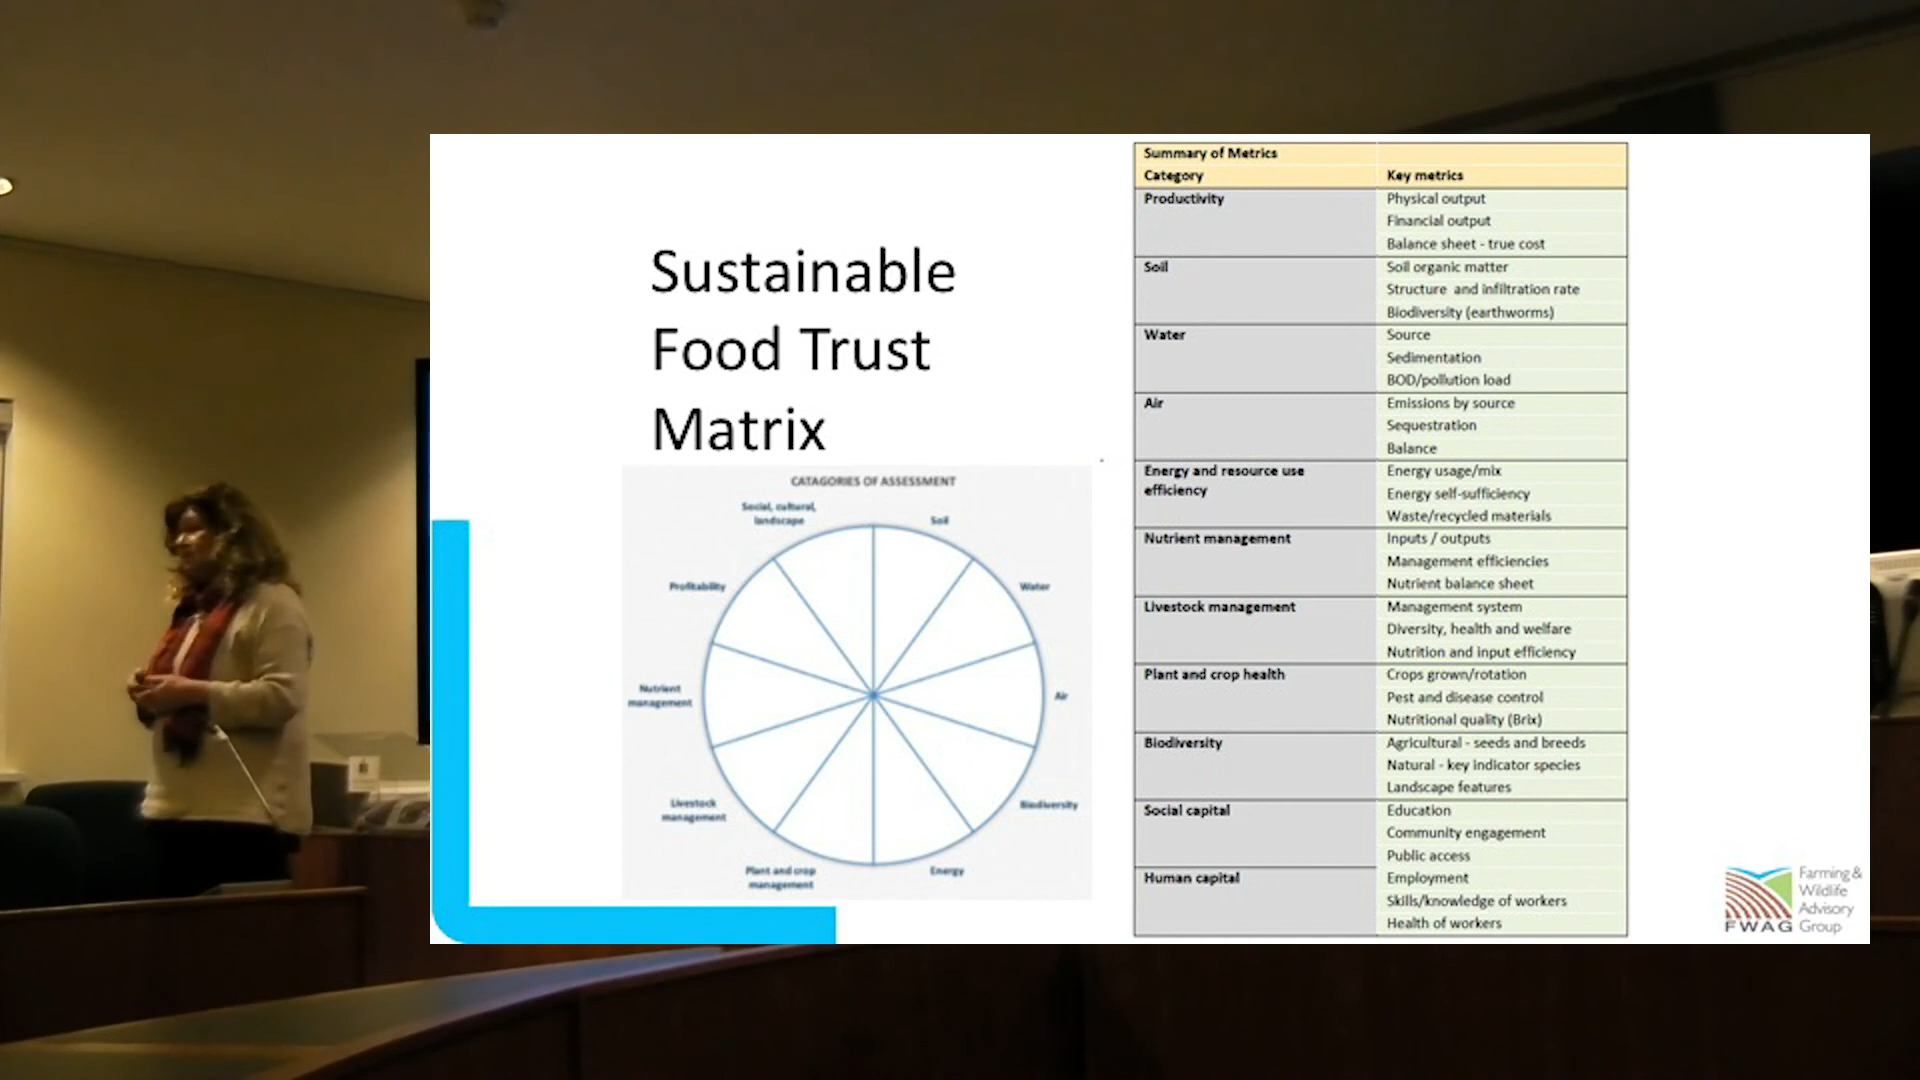 Sustainable
Food Trust
Matrix
CATAGORIES OF ASSESSMENT
Social, cultural,
landscape
Soil
Profitability
Water
Nutrient
management
Air
Livestock
management
Biodiversity
Plant and crop
management
Energy
Summary of Metrics
Category Key metrics
Productivity Physical output
Financial output
Balance sheet - true cost
Soil Soil organic matter
Structure and infiltration rate
Biodiversity (earthworms)
Water Source
Sedimentation
BOD/pollution load
Air Emissions by source
Sequestration
Balance
Energy and resource use Energy usage/mix
efficiency Energy self-sufficiency
Waste/recycled materials
Nutrient management Inputs / outputs
Management efficiencies
Nutrient balance sheet
Livestock management Management system
Diversity, health and welfare
Nutrition and input efficiency
Plant and crop health Crops grown/rotation
Pest and disease control
Nutritional quality (Brix)
Biodiversity Agricultural - seeds and breeds
Natural - key indicator species
Landscape features
Social capital Education
Community engagement
Public access
Human capital Employment
Skills/knowledge of workers
Health of workers
FWAG
Farming &
Wildlife
Advisory
Group